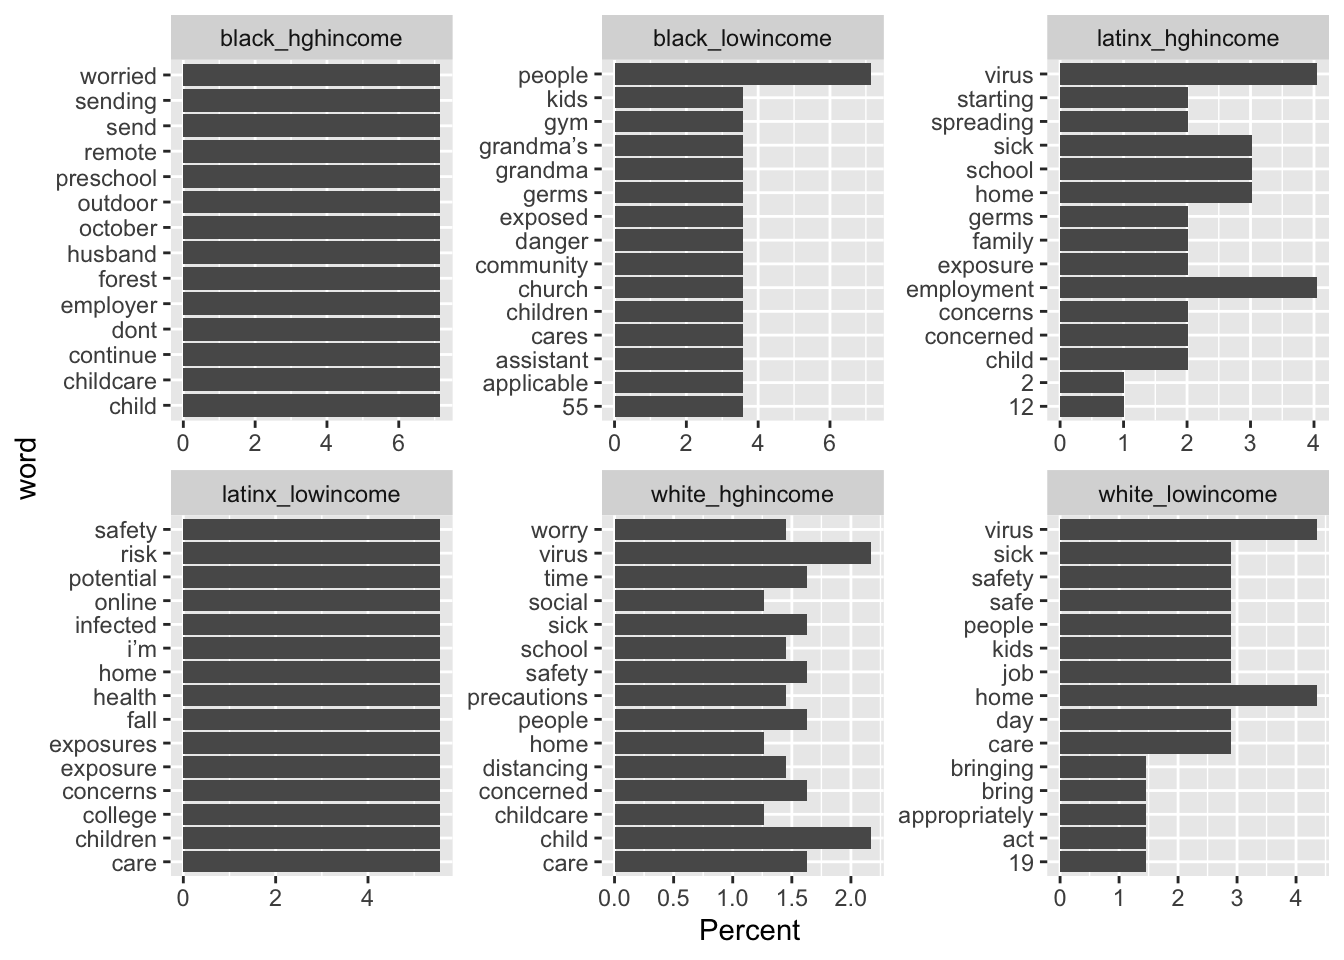 word
black_hghincome
worried
sending
send
remote
preschool
outdoor
october
husband
forest
employer
dont
continue
childcare
child
0 2 4 6
black_lowincome
people
kids
gym
grandma’s
grandma
germs
exposed
danger
community
church
children
cares
assistant
applicable
55
0 2 4 6
latinx_hghincome
virus
starting
spreading
sick
school
home
germs
family
exposure
employment
concerns
concerned
child
2
12
0 1 2 3 4
latinx_lowincome
safety
risk
potential
online
infected
i’m
home
health
fall
exposures
exposure
concerns
college
children
care
0 2 4
white_hghincome
worry
virus
time
social
sick
school
safety
precautions
people
home
distancing
concerned
childcare
child
care
0.0 0.5 1.0 1.5 2.0
white_lowincome
virus
sick
safety
safe
people
kids
job
home
day
care
bringing
bring
appropriately
act
19
0 1 2 3 4
Percent